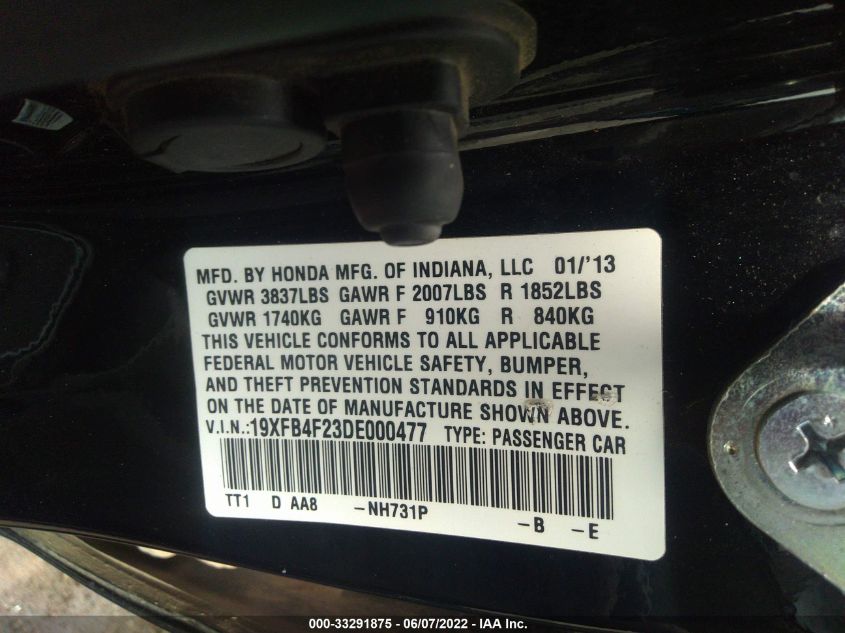 MFD. BY HONDA MFG. OF INDIANA, LLC 01/'13
GVWR 3837LBS GAWR F 2007LBS R 1852LBS
GVWR 1740KG GAWR F 910KG R 840KG
THIS VEHICLE CONFORMS TO ALL APPLICABLE
FEDERAL MOTOR VEHICLE SAFETY, BUMPER,
AND THEFT PREVENTION STANDARDS IN EFFECT
ON THE DATE OF MANUFACTURE SHOWN ABOVE.
V.I.N.:19XFB4F23DE000477 TYPE: PASSENGER CAR
TT1 D AA8 -NH731P -B -E
000-33291875 - 06/07/2022 - IAA Inc.